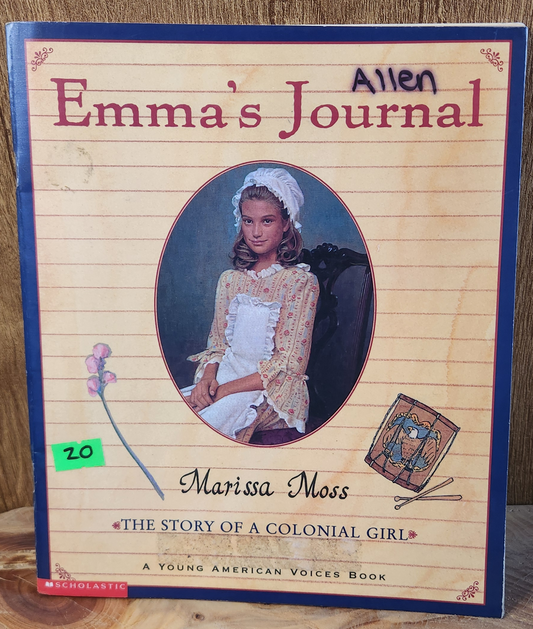 Allen
Emma's Journal
20
Marissa Moss
THE STORY OF A COLONIAL GIRL
A YOUNG AMERICAN VOICES BOOK
SCHOLASTIC